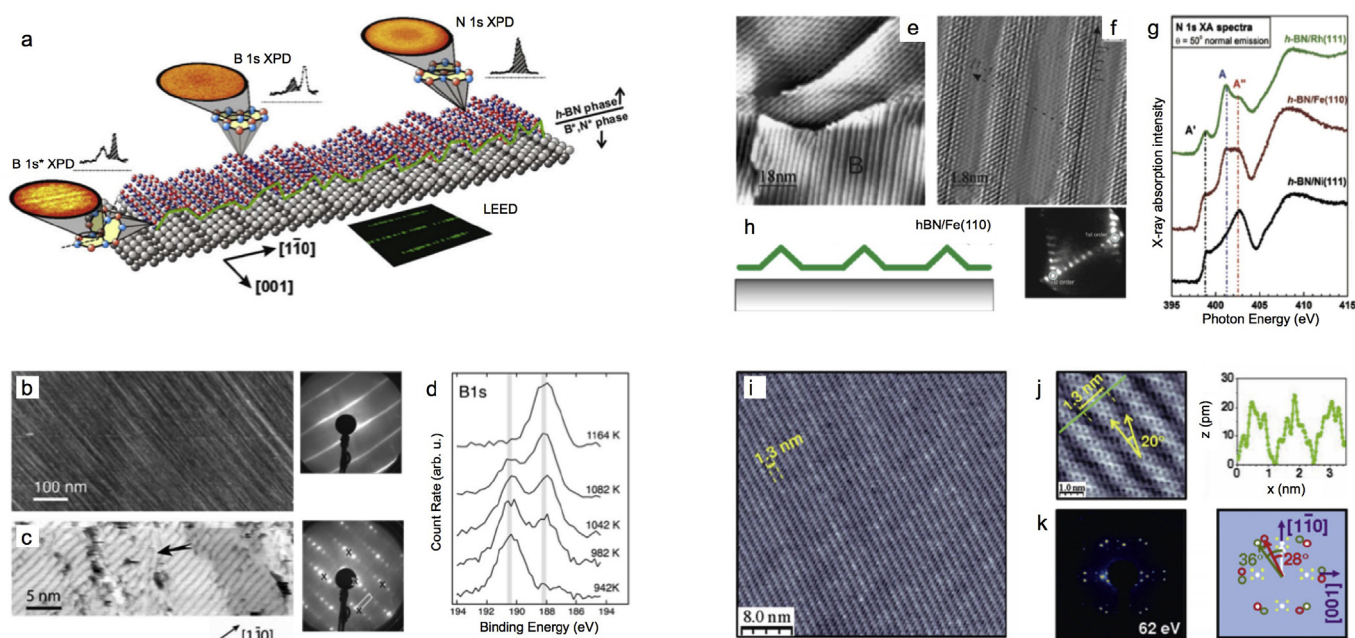 a
N 1s XPD
B 1s XPD
B 1s* XPD
h-BN phase
B*,N* phase
LEED
[11̄0]
[001]
b
100 nm
c
5 nm
[11̄0]
d
B1s
Count Rate (arb. u.)
1164 K
1082 K
1042 K
982 K
942K
194 192 190 188 186 194
Binding Energy (eV)
e
18nm
B
f
1.8nm
g
N 1s XA spectra
θ = 50° normal emission
h-BN/Rh(111)
A
A"
h-BN/Fe(110)
A'
h-BN/Ni(111)
X-ray absorption intensity
395 400 405 410 415
Photon Energy (eV)
h
hBN/Fe(110)
1st order
i
1.3 nm
8.0 nm
j
1.3 nm
20°
1.0 nm
z (pm)
30
20
10
0
0 1 2 3
x (nm)
k
62 eV
[11̄0]
36°
28°
[001]